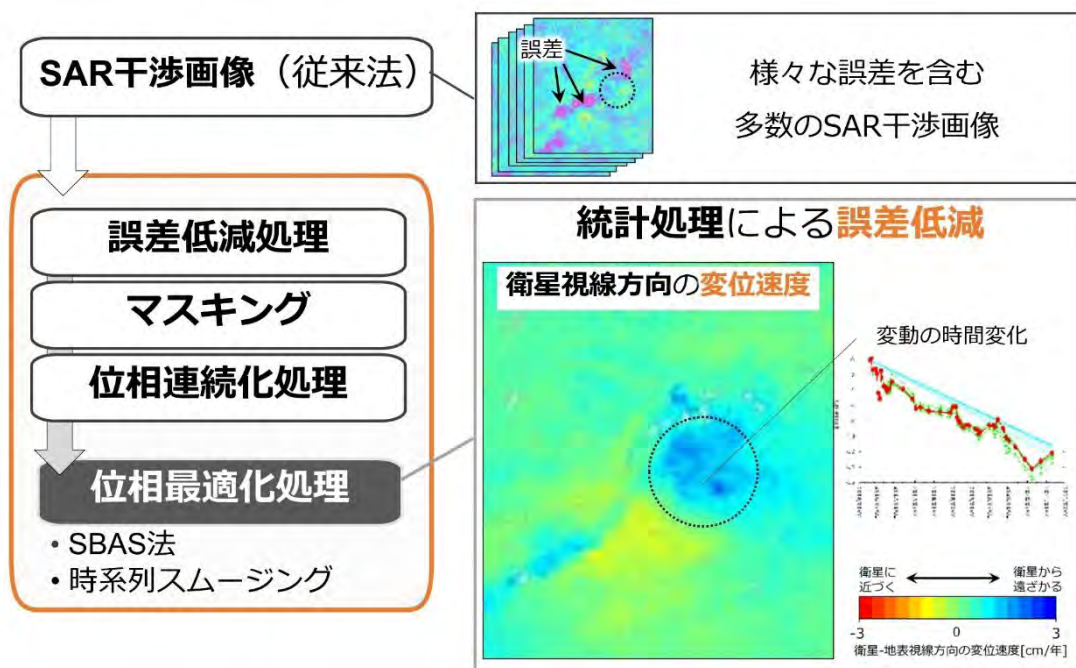 SAR干渉画像（従来法）
誤差
様々な誤差を含む
多数のSAR干渉画像
誤差低減処理
マスキング
位相連続化処理
位相最適化処理
・SBAS法
・時系列スムージング
統計処理による誤差低減
衛星視線方向の変位速度
変動の時間変化
衛星に
近づく
衛星から
遠ざかる
-3 0 3
衛星-地表視線方向の変位速度[cm/年]